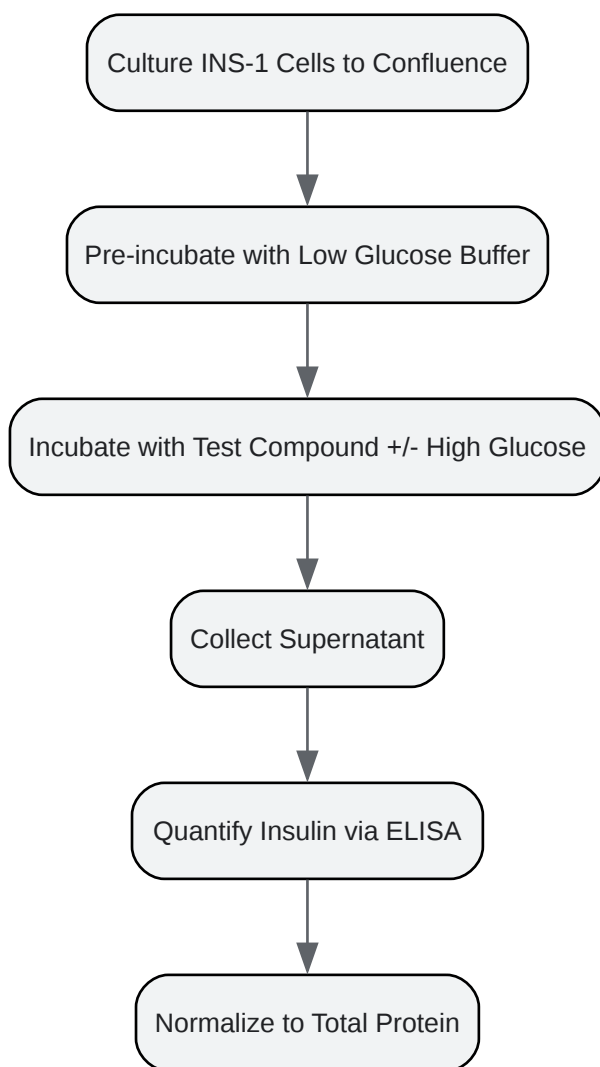 Culture INS-1 Cells to Confluence
Pre-incubate with Low Glucose Buffer
Incubate with Test Compound +/- High Glucose
Collect Supernatant
Quantify Insulin via ELISA
Normalize to Total Protein